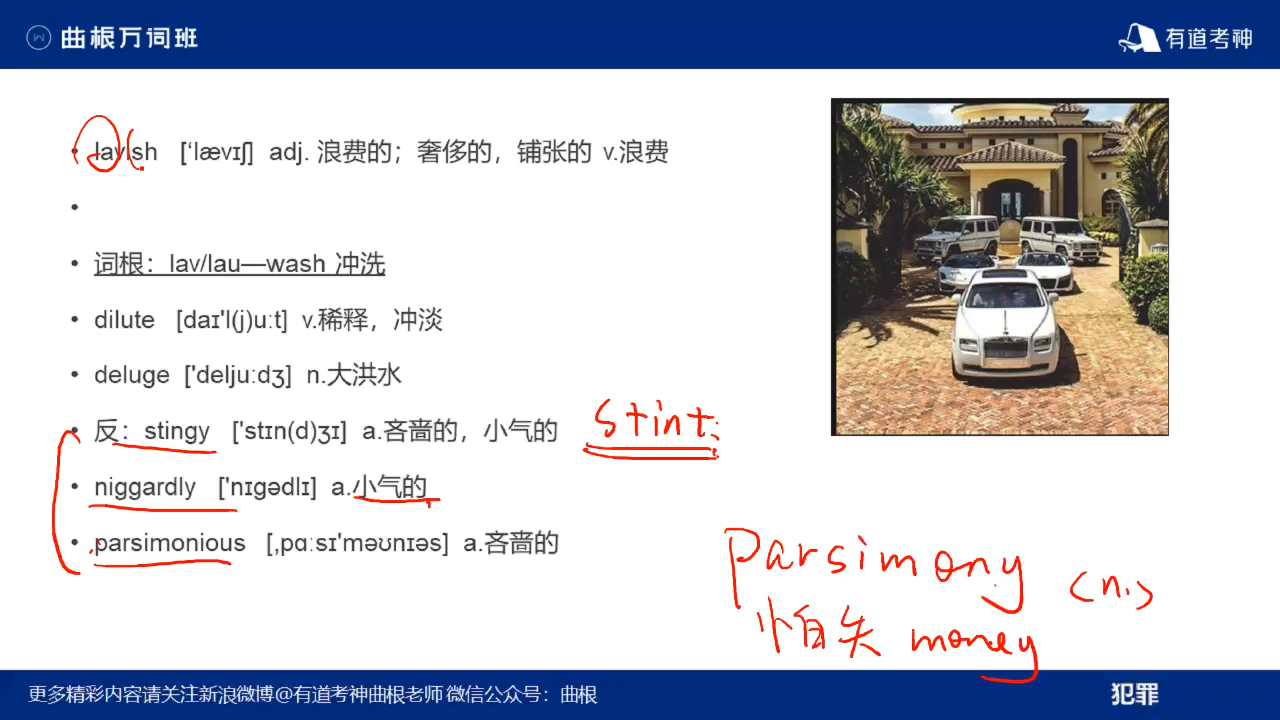 曲根万词班
有道考神
lavish [‘lævɪʃ] adj. 浪费的；奢侈的，铺张的 v.浪费
词根：lav/lau—wash 冲洗
dilute [daɪ'l(j)uːt] v.稀释，冲淡
deluge ['deljuːdʒ] n.大洪水
反：stingy ['stɪn(d)ʒɪ] a.吝啬的，小气的 stint
niggardly ['nɪgədlɪ] a.小气的
parsimonious [,pɑːsɪ'məʊnɪəs] a.吝啬的
Parsimony (n.)
怕失 money
更多精彩内容请关注新浪微博@有道考神曲根老师 微信公众号：曲根
犯罪